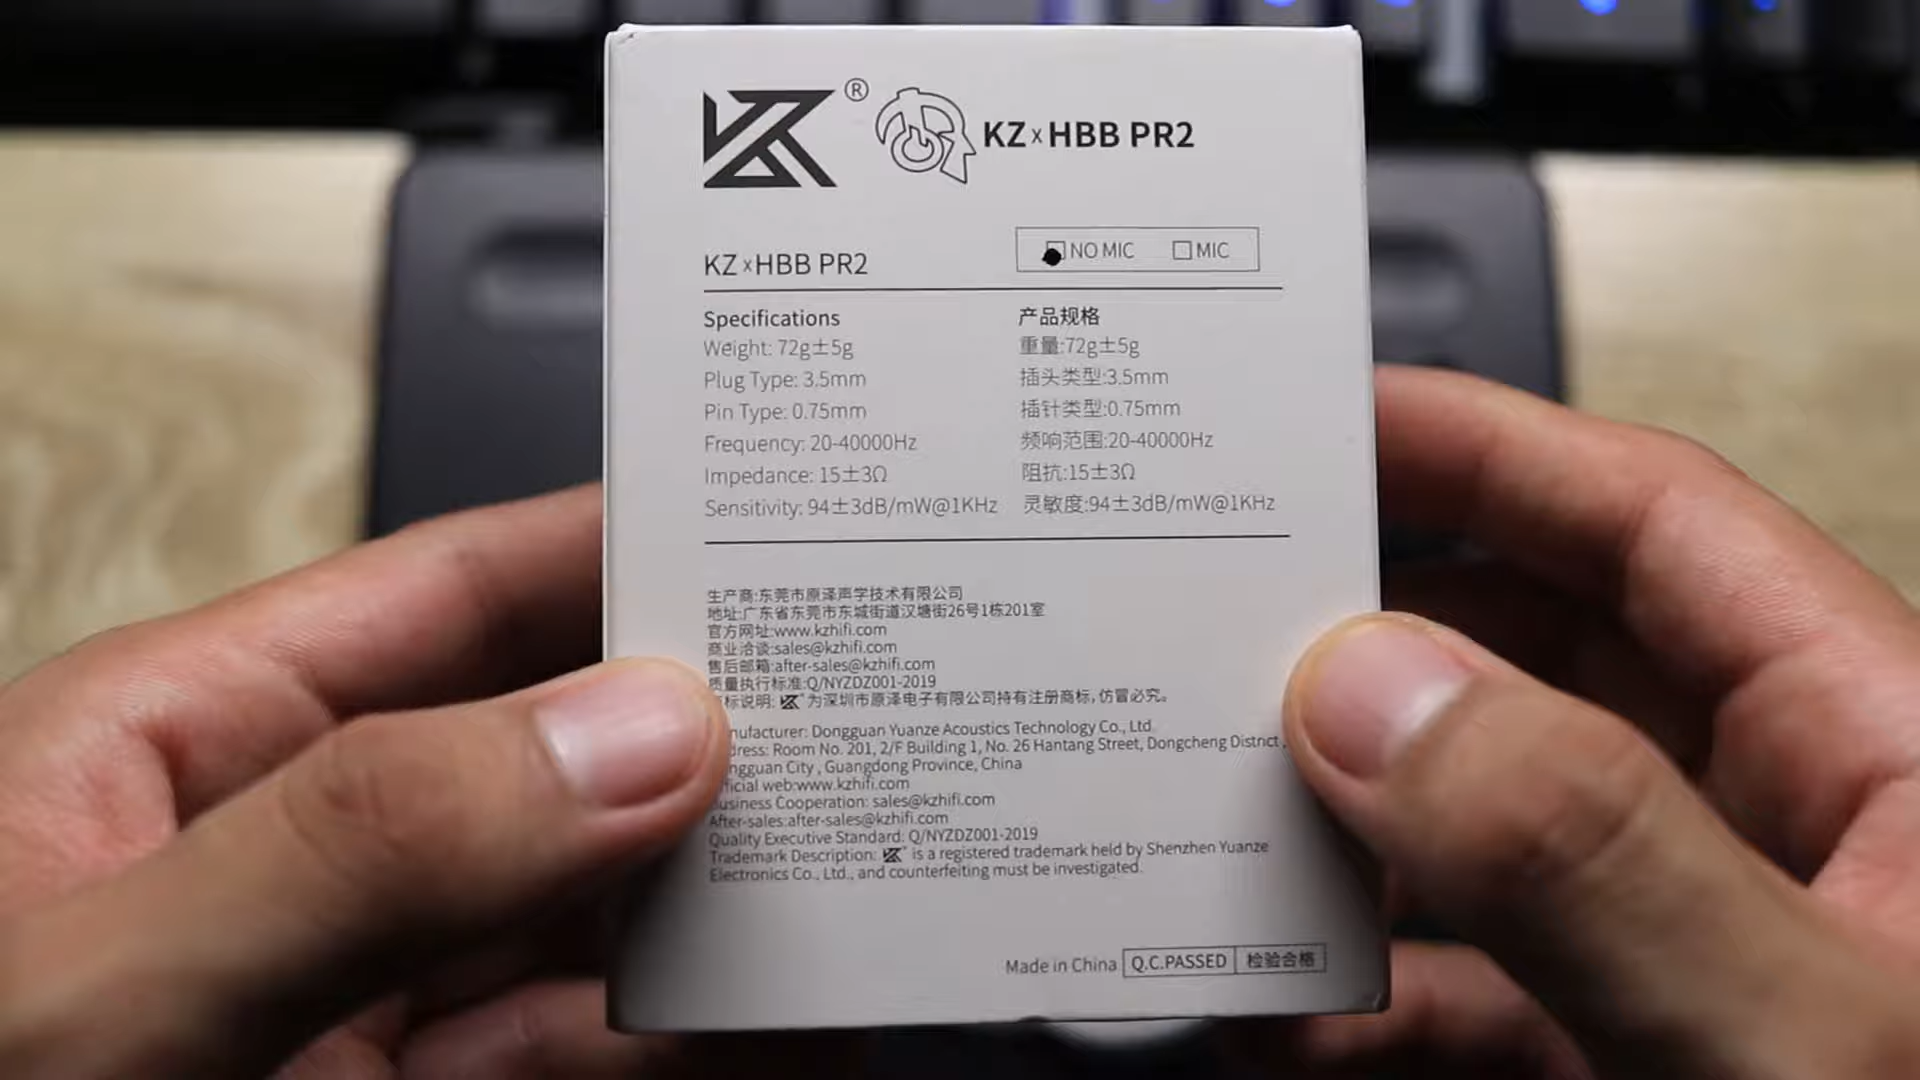 ® KZ x HBB PR2
KZ x HBB PR2
NO MIC MIC
Specifications
Weight: 72g±5g
Plug Type: 3.5mm
Pin Type: 0.75mm
Frequency: 20-40000Hz
Impedance: 15±3Ω
Sensitivity: 94±3dB/mW@1KHz
产品规格
重量:72g±5g
插头类型:3.5mm
插针类型:0.75mm
频响范围:20-40000Hz
阻抗:15±3Ω
灵敏度:94±3dB/mW@1KHz
生产商:东莞市原泽声学技术有限公司
地址:广东省东莞市东城街道汉塘街26号1栋201室
官方网址:www.kzhifi.com
商业洽谈:sales@kzhifi.com
售后邮箱:after-sales@kzhifi.com
质量执行标准:Q/NYZDZ001-2019
标说明: KZ 为深圳市原泽电子有限公司持有注册商标,仿冒必究。
nufacturer: Dongguan Yuanze Acoustics Technology Co., Ltd.
dress: Room No. 201, 2/F Building 1, No. 26 Hantang Street, Dongcheng District,
ngguan City , Guangdong Province, China
ficial web:www.kzhifi.com
usiness Cooperation: sales@kzhifi.com
After-sales:after-sales@kzhifi.com
Quality Executive Standard: Q/NYZDZ001-2019
Trademark Description: KZ is a registered trademark held by Shenzhen Yuanze
Electronics Co., Ltd., and counterfeiting must be investigated.
Made in China Q.C.PASSED 检验合格